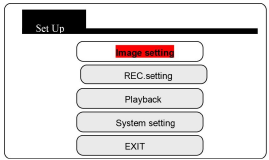 Set Up
Image setting
REC.setting
Playback
System setting
EXIT